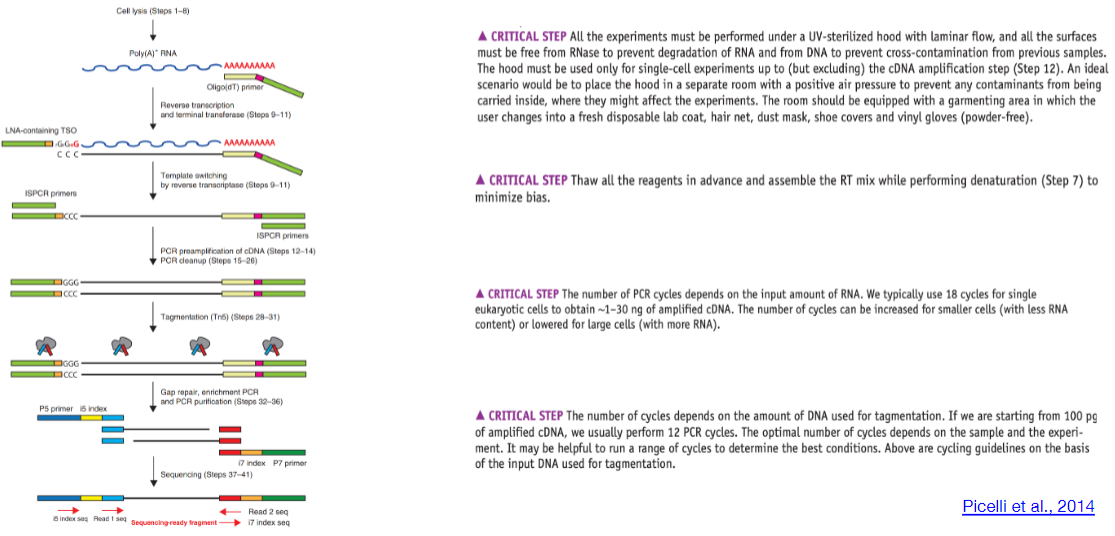 Cell lysis (Steps 1–8)
Poly(A)+ RNA
AAAAAAAAAA
Oligo(dT) primer
Reverse transcription
and terminal transferase (Steps 9–11)
LNA-containing TSO
rGrG+G
AAAAAAAAAA
C C C
Template switching
by reverse transcriptase (Steps 9–11)
ISPCR primers
CCC
ISPCR primers
PCR preamplification of cDNA (Steps 12–14)
PCR cleanup (Steps 15–26)
GGG
CCC
Tagmentation (Tn5) (Steps 28–31)
GGG
CCC
Gap repair, enrichment PCR
and PCR purification (Steps 32–36)
P5 primer i5 index
i7 index P7 primer
Sequencing (Steps 37–41)
i5 index seq Read 1 seq Sequencing-ready fragment
Read 2 seq
i7 index seq
▲ CRITICAL STEP All the experiments must be performed under a UV-sterilized hood with laminar flow, and all the surfaces
must be free from RNase to prevent degradation of RNA and from DNA to prevent cross-contamination from previous samples.
The hood must be used only for single-cell experiments up to (but excluding) the cDNA amplification step (Step 12). An ideal
scenario would be to place the hood in a separate room with a positive air pressure to prevent any contaminants from being
carried inside, where they might affect the experiments. The room should be equipped with a garmenting area in which the
user changes into a fresh disposable lab coat, hair net, dust mask, shoe covers and vinyl gloves (powder-free).
▲ CRITICAL STEP Thaw all the reagents in advance and assemble the RT mix while performing denaturation (Step 7) to
minimize bias.
▲ CRITICAL STEP The number of PCR cycles depends on the input amount of RNA. We typically use 18 cycles for single
eukaryotic cells to obtain ~1–30 ng of amplified cDNA. The number of cycles can be increased for smaller cells (with less RNA
content) or lowered for large cells (with more RNA).
▲ CRITICAL STEP The number of cycles depends on the amount of DNA used for tagmentation. If we are starting from 100 pg
of amplified cDNA, we usually perform 12 PCR cycles. The optimal number of cycles depends on the sample and the experi-
ment. It may be helpful to run a range of cycles to determine the best conditions. Above are cycling guidelines on the basis
of the input DNA used for tagmentation.
Picelli et al., 2014